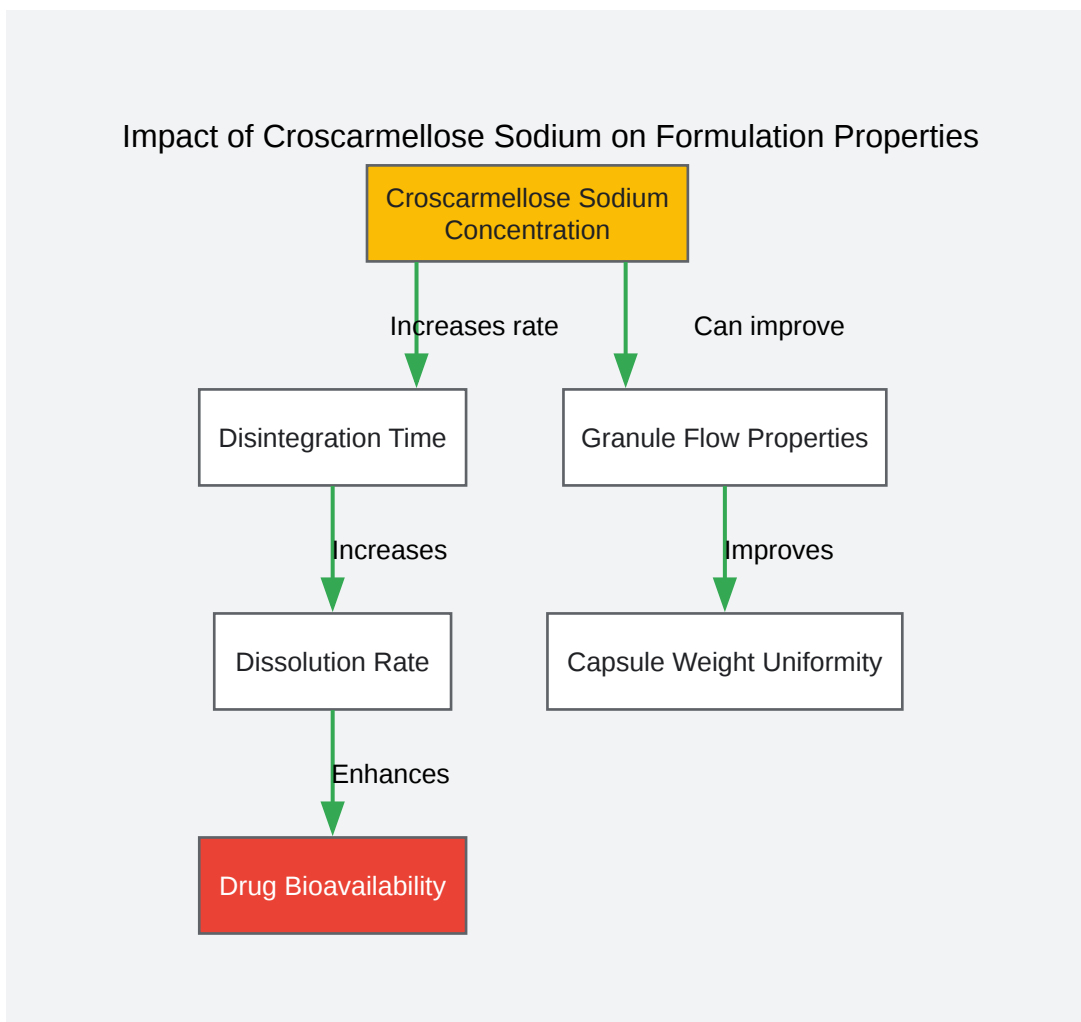 Impact of Croscarmellose Sodium on Formulation Properties
Croscarmellose Sodium
Concentration
Increases rate
Can improve
Disintegration Time
Granule Flow Properties
Increases
Improves
Dissolution Rate
Capsule Weight Uniformity
Enhances
Drug Bioavailability